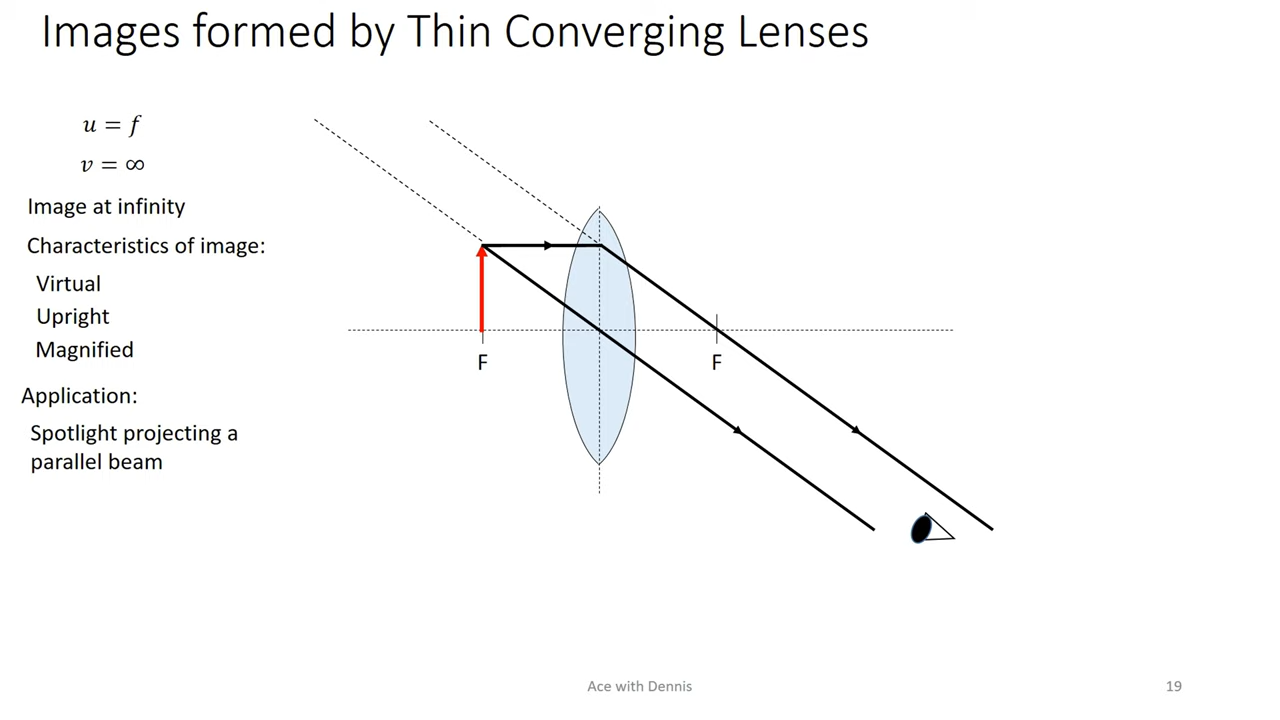 Images formed by Thin Converging Lenses
u = f
v = ∞
Image at infinity
Characteristics of image:
Virtual
Upright
Magnified
Application:
Spotlight projecting a
parallel beam
F
F
Ace with Dennis
19